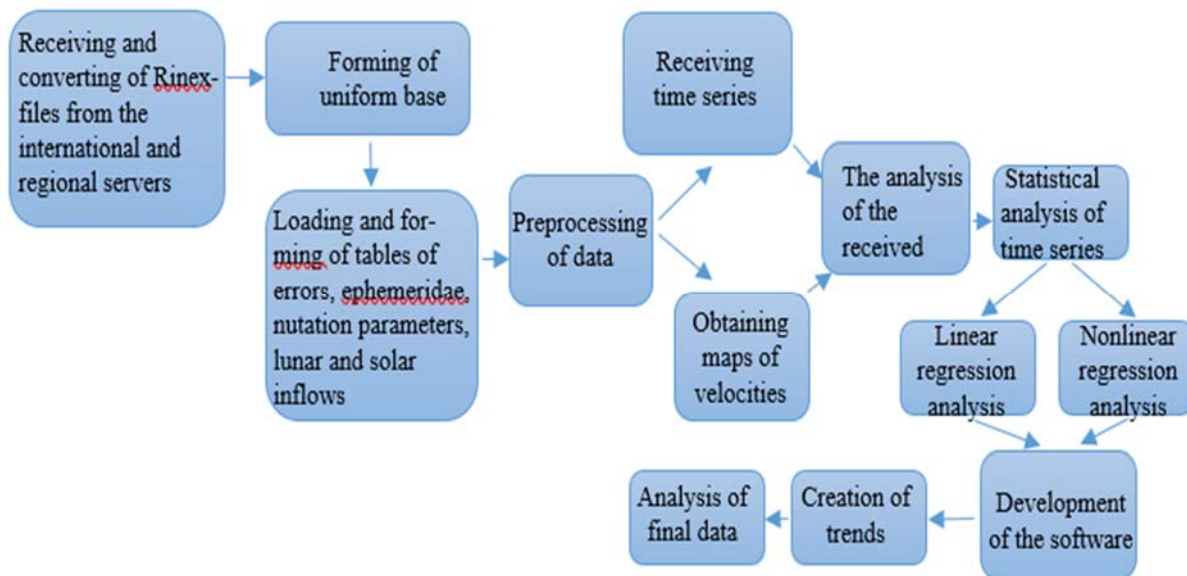 Receiving and
converting of Rinex-
files from the
international and
regional servers
Forming of
uniform base
Loading and for-
ming of tables of
errors, ephemeridae,
nutation parameters,
lunar and solar
inflows
Preprocessing
of data
Receiving
time series
Obtaining
maps of
velocities
The analysis
of the
received
Statistical
analysis of
time series
Linear
regression
analysis
Nonlinear
regression
analysis
Development
of the software
Creation of
trends
Analysis of
final data